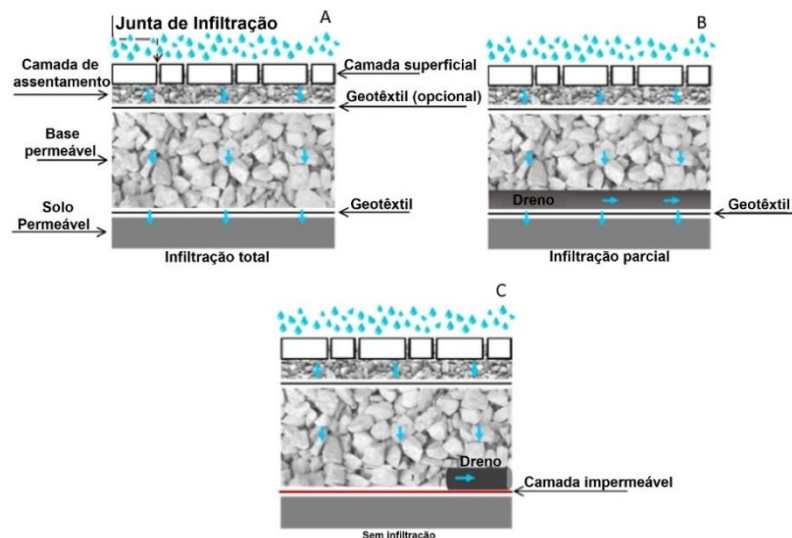 Junta de Infiltração
A
Camada de
assentamento
Camada superficial
Geotêxtil (opcional)
Base
permeável
Solo
Permeável
Geotêxtil
Infiltração total
B
Dreno
Geotêxtil
Infiltração parcial
C
Dreno
Camada impermeável
Sem infiltração